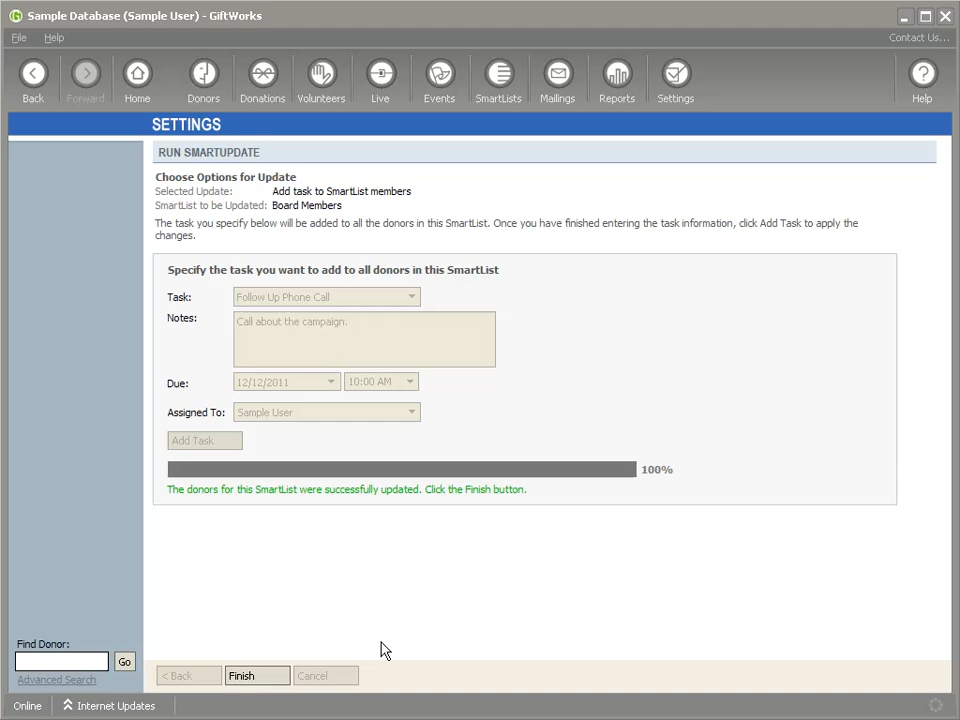 Sample Database (Sample User) - GiftWorks
File Help Contact Us...
Back Forward Home Donors Donations Volunteers Live Events SmartLists Mailings Reports Settings Help
SETTINGS
RUN SMARTUPDATE
Choose Options for Update
Selected Update: Add task to SmartList members
SmartList to be Updated: Board Members
The task you specify below will be added to all the donors in this SmartList. Once you have finished entering the task information, click Add Task to apply the
changes.
Specify the task you want to add to all donors in this SmartList
Task: Follow Up Phone Call
Notes: Call about the campaign.
Due: 12/12/2011 10:00 AM
Assigned To: Sample User
Add Task
100%
The donors for this SmartList were successfully updated. Click the Finish button.
Find Donor:
Go
Advanced Search
< Back Finish Cancel
Online Internet Updates